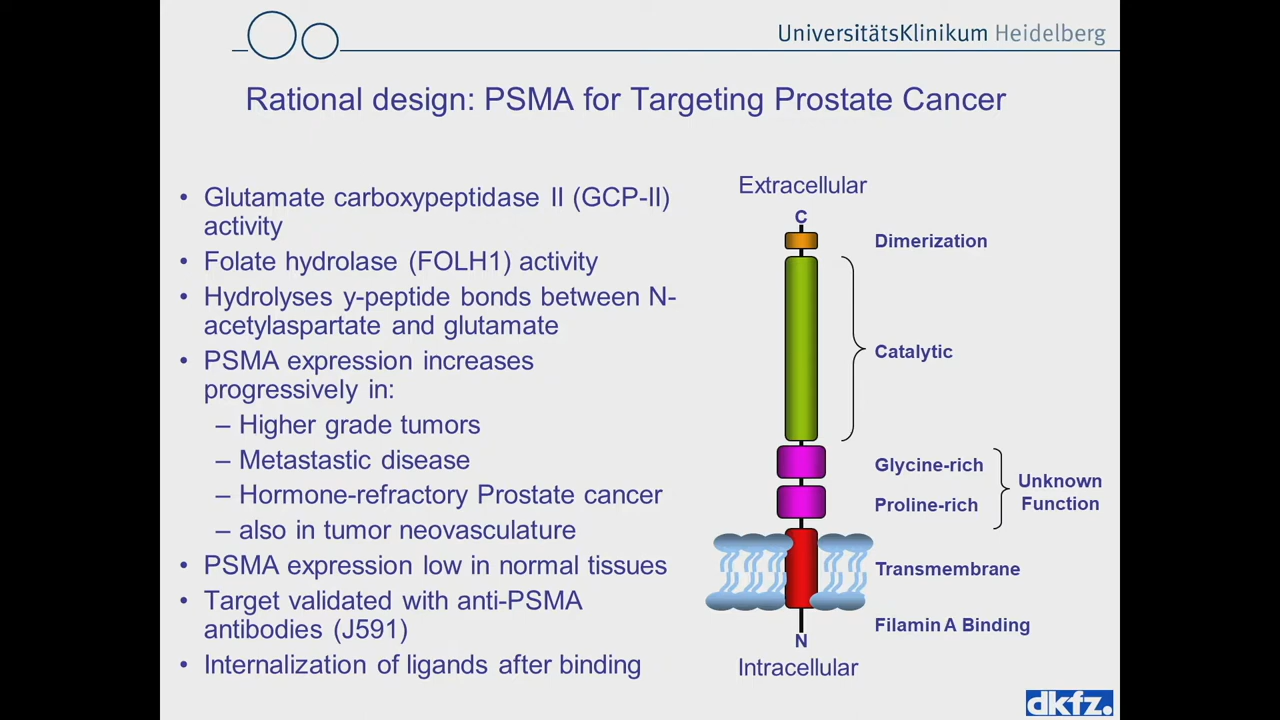 UniversitätsKlinikum Heidelberg
Rational design: PSMA for Targeting Prostate Cancer
• Glutamate carboxypeptidase II (GCP-II)
activity
• Folate hydrolase (FOLH1) activity
• Hydrolyses y-peptide bonds between N-
acetylaspartate and glutamate
• PSMA expression increases
progressively in:
– Higher grade tumors
– Metastastic disease
– Hormone-refractory Prostate cancer
– also in tumor neovasculature
• PSMA expression low in normal tissues
• Target validated with anti-PSMA
antibodies (J591)
• Internalization of ligands after binding
Extracellular
C
Dimerization
Catalytic
Glycine-rich
Proline-rich
Unknown
Function
Transmembrane
Filamin A Binding
N
Intracellular
dkfz.